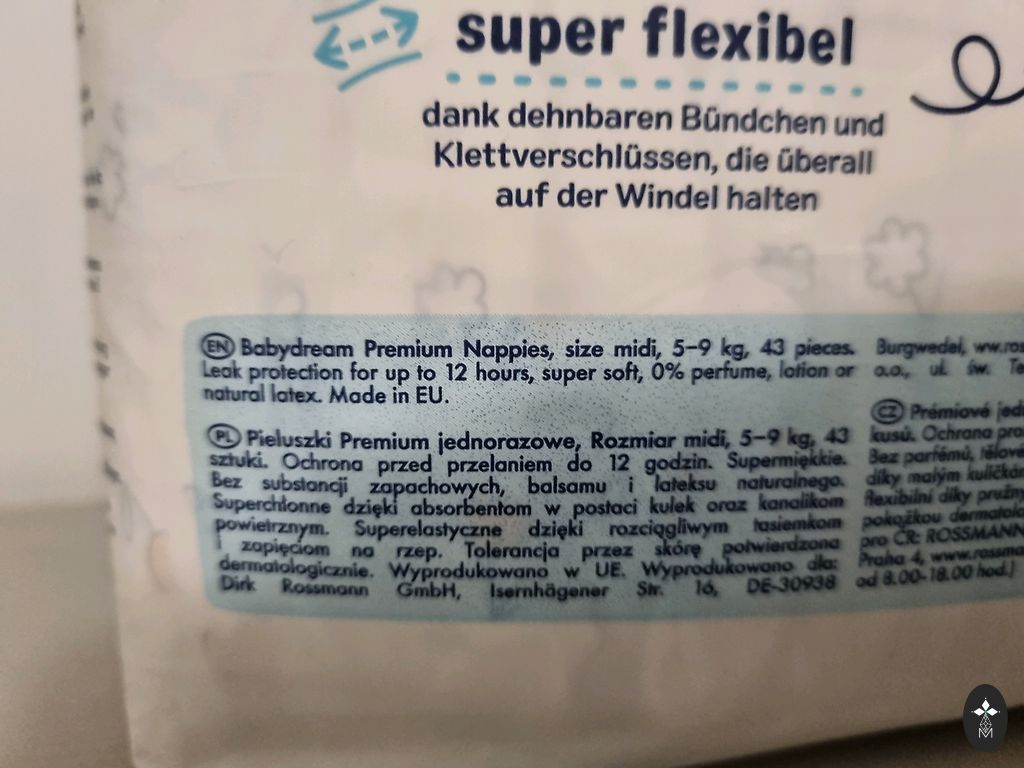 super flexibel
dank dehnbaren Bündchen und
Klettverschlüssen, die überall
auf der Windel halten
EN Babydream Premium Nappies, size midi, 5–9 kg, 43 pieces.
Leak protection for up to 12 hours, super soft, 0% perfume, lotion or
natural latex. Made in EU.
PL Pieluszki Premium jednorazowe, Rozmiar midi, 5–9 kg, 43
sztuki. Ochrona przed przelaniem do 12 godzin. Supermiękkie.
Bez substancji zapachowych, balsamu i lateksu naturalnego.
Superchłonne dzięki absorbentom w postaci kulek oraz kanalikom
powietrznym. Superelastyczne dzięki rozciągliwym tasiemkom
i zapięciom na rzep. Tolerancja przez skórę potwierdzona
dermatologicznie. Wyprodukowano w UE. Wyprodukowano dla:
Dirk Rossmann GmbH, Isernhägener Str. 16, DE-30938
Burgwedel,
o.o., ul. św.
CZ Prémiové
kusů. Ochrana
Bez parfémů,
díky malým
flexibilní díky
pokožkou
pro ČR: ROSSMANN
Praha 4,
od 8.00-18.00 hod.)
M